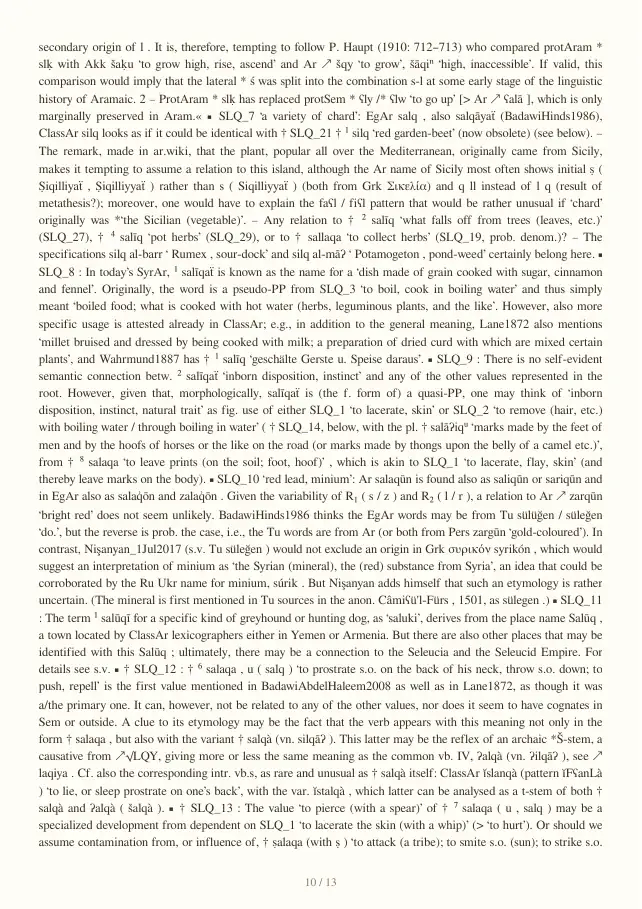 secondary origin of l . It is, therefore, tempting to follow P. Haupt (1910: 712–713) who compared protAram *
slḳ with Akk šaḳu ‘to grow high, rise, ascend’ and Ar ↗ šqy ‘to grow’, šāqiⁿ ‘high, inaccessible’. If valid, this
comparison would imply that the lateral * ś was split into the combination s-l at some early stage of the linguistic
history of Aramaic. 2 – ProtAram * slḳ has replaced protSem * ʕly /* ʕlw ‘to go up’ [> Ar ↗ ʕalā ], which is only
marginally preserved in Aram.« ▪ SLQ_7 ‘a variety of chard’: EgAr salq , also salqāyaẗ (BadawiHinds1986),
ClassAr silq looks as if it could be identical with † SLQ_21 † ¹ silq ‘red garden-beet’ (now obsolete) (see below). –
The remark, made in ar.wiki, that the plant, popular all over the Mediterranean, originally came from Sicily,
makes it tempting to assume a relation to this island, although the Ar name of Sicily most often shows initial ṣ (
Ṣiqilliyaẗ , Ṣiqilliyyaẗ ) rather than s ( Siqilliyyaẗ ) (both from Grk Σικελία) and q ll instead of l q (result of
metathesis?); moreover, one would have to explain the faʕl / fiʕl pattern that would be rather unusual if ‘chard’
originally was *‘the Sicilian (vegetable)’. – Any relation to † ² salīq ‘what falls off from trees (leaves, etc.)’
(SLQ_27), † ⁴ salīq ‘pot herbs’ (SLQ_29), or to † sallaqa ‘to collect herbs’ (SLQ_19, prob. denom.)? – The
specifications silq al-barr ‘ Rumex , sour-dock’ and silq al-māʔ ‘ Potamogeton , pond-weed’ certainly belong here. ▪
SLQ_8 : In today’s SyrAr, ¹ salīqaẗ is known as the name for a ‘dish made of grain cooked with sugar, cinnamon
and fennel’. Originally, the word is a pseudo-PP from SLQ_3 ‘to boil, cook in boiling water’ and thus simply
meant ‘boiled food; what is cooked with hot water (herbs, leguminous plants, and the like’. However, also more
specific usage is attested already in ClassAr; e.g., in addition to the general meaning, Lane1872 also mentions
‘millet bruised and dressed by being cooked with milk; a preparation of dried curd with which are mixed certain
plants’, and Wahrmund1887 has † ¹ salīq ‘geschälte Gerste u. Speise daraus’. ▪ SLQ_9 : There is no self-evident
semantic connection betw. ² salīqaẗ ‘inborn disposition, instinct’ and any of the other values represented in the
root. However, given that, morphologically, salīqaẗ is (the f. form of) a quasi-PP, one may think of ‘inborn
disposition, instinct, natural trait’ as fig. use of either SLQ_1 ‘to lacerate, skin’ or SLQ_2 ‘to remove (hair, etc.)
with boiling water / through boiling in water’ ( † SLQ_14, below, with the pl. † salāʔiqᵘ ‘marks made by the feet of
men and by the hoofs of horses or the like on the road (or marks made by thongs upon the belly of a camel etc.)’,
from † ⁸ salaqa ‘to leave prints (on the soil; foot, hoof)’ , which is akin to SLQ_1 ‘to lacerate, flay, skin’ (and
thereby leave marks on the body). ▪ SLQ_10 ‘red lead, minium’: Ar salaqūn is found also as saliqūn or sariqūn and
in EgAr also as salaq̈ōn and zalaq̈ōn . Given the variability of R₁ ( s / z ) and R₂ ( l / r ), a relation to Ar ↗ zarqūn
‘bright red’ does not seem unlikely. BadawiHinds1986 thinks the EgAr words may be from Tu sülüğen / süleğen
‘do.’, but the reverse is prob. the case, i.e., the Tu words are from Ar (or both from Pers zargūn ‘gold-coloured’). In
contrast, Nişanyan_1Jul2017 (s.v. Tu süleğen ) would not exclude an origin in Grk συρικόν syrikón , which would
suggest an interpretation of minium as ‘the Syrian (mineral), the (red) substance from Syria’, an idea that could be
corroborated by the Ru Ukr name for minium, súrik . But Nişanyan adds himself that such an etymology is rather
uncertain. (The mineral is first mentioned in Tu sources in the anon. Câmiʕü'l-Fürs , 1501, as sülegen .) ▪ SLQ_11
: The term ¹ salūqī for a specific kind of greyhound or hunting dog, as ‘saluki’, derives from the place name Salūq ,
a town located by ClassAr lexicographers either in Yemen or Armenia. But there are also other places that may be
identified with this Salūq ; ultimately, there may be a connection to the Seleucia and the Seleucid Empire. For
details see s.v. ▪ † SLQ_12 : † ⁶ salaqa , u ( salq ) ‘to prostrate s.o. on the back of his neck, throw s.o. down; to
push, repell’ is the first value mentioned in BadawiAbdelHaleem2008 as well as in Lane1872, as though it was
a/the primary one. It can, however, not be related to any of the other values, nor does it seem to have cognates in
Sem or outside. A clue to its etymology may be the fact that the verb appears with this meaning not only in the
form † salaqa , but also with the variant † salqà (vn. silqāʔ ). This latter may be the reflex of an archaic *Š-stem, a
causative from ↗√LQY, giving more or less the same meaning as the common vb. IV, ʔalqà (vn. ʔilqāʔ ), see ↗
laqiya . Cf. also the corresponding intr. vb.s, as rare and unusual as † salqà itself: ClassAr ĭslanqà (pattern ĭFʕanLà
) ‘to lie, or sleep prostrate on one’s back’, with the var. ĭstalqà , which latter can be analysed as a t-stem of both †
salqà and ʔalqà ( šalqà ). ▪ † SLQ_13 : The value ‘to pierce (with a spear)’ of † ⁷ salaqa ( u , salq ) may be a
specialized development from dependent on SLQ_1 ‘to lacerate the skin (with a whip)’ (> ‘to hurt’). Or should we
assume contamination from, or influence of, † ṣalaqa (with ṣ ) ‘to attack (a tribe); to smite s.o. (sun); to strike s.o.
10 / 13